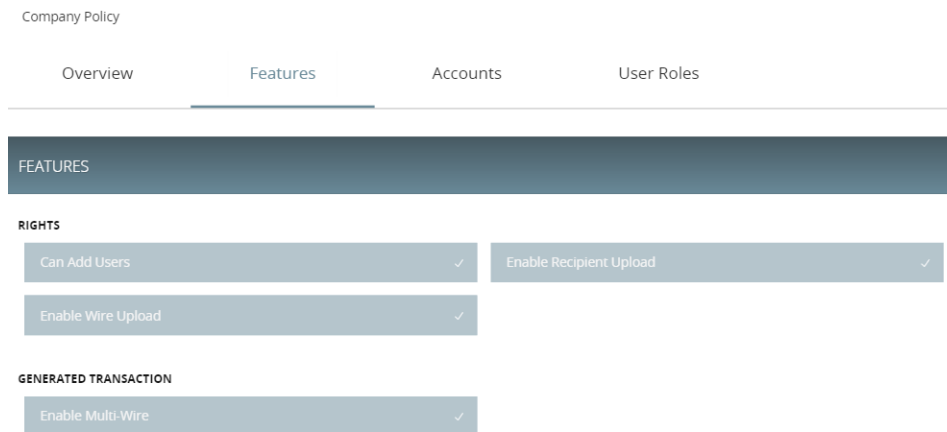 Company Policy
Overview Features Accounts User Roles
FEATURES
RIGHTS
Can Add Users Enable Recipient Upload
Enable Wire Upload
GENERATED TRANSACTION
Enable Multi-Wire